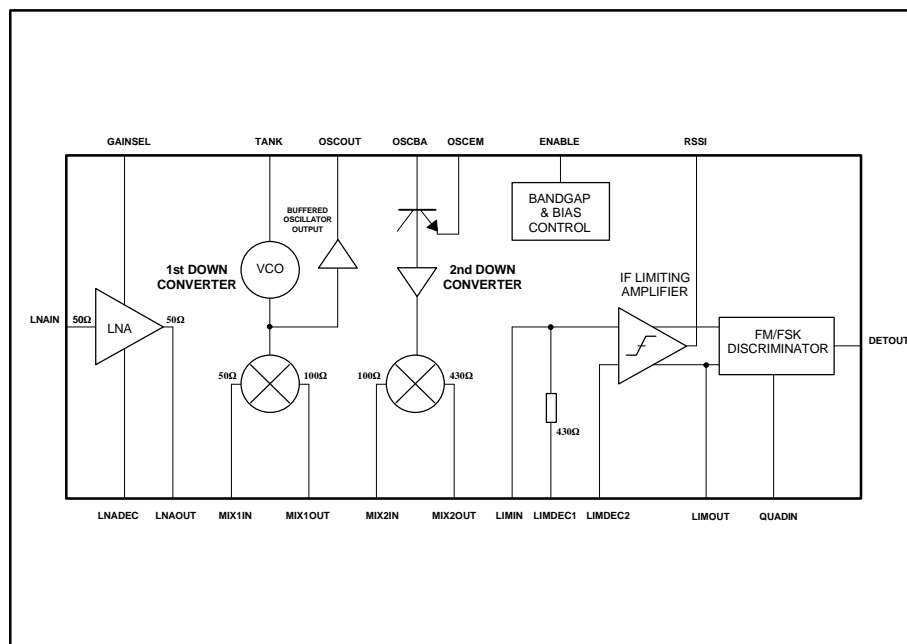 GAINSEL TANK OSCOUT OSCBA OSCEM ENABLE RSSI
BANDGAP
& BIAS
CONTROL
BUFFERED
OSCILLATOR
OUTPUT
1st DOWN
CONVERTER
VCO
2nd DOWN
CONVERTER
IF LIMITING
AMPLIFIER
LNAIN 50Ω LNA 50Ω
FM/FSK
DISCRIMINATOR
DETOUT
50Ω 100Ω 100Ω 430Ω
430Ω
LNADEC LNAOUT MIX1IN MIX1OUT MIX2IN MIX2OUT LIMIN LIMDEC1 LIMDEC2 LIMOUT QUADIN